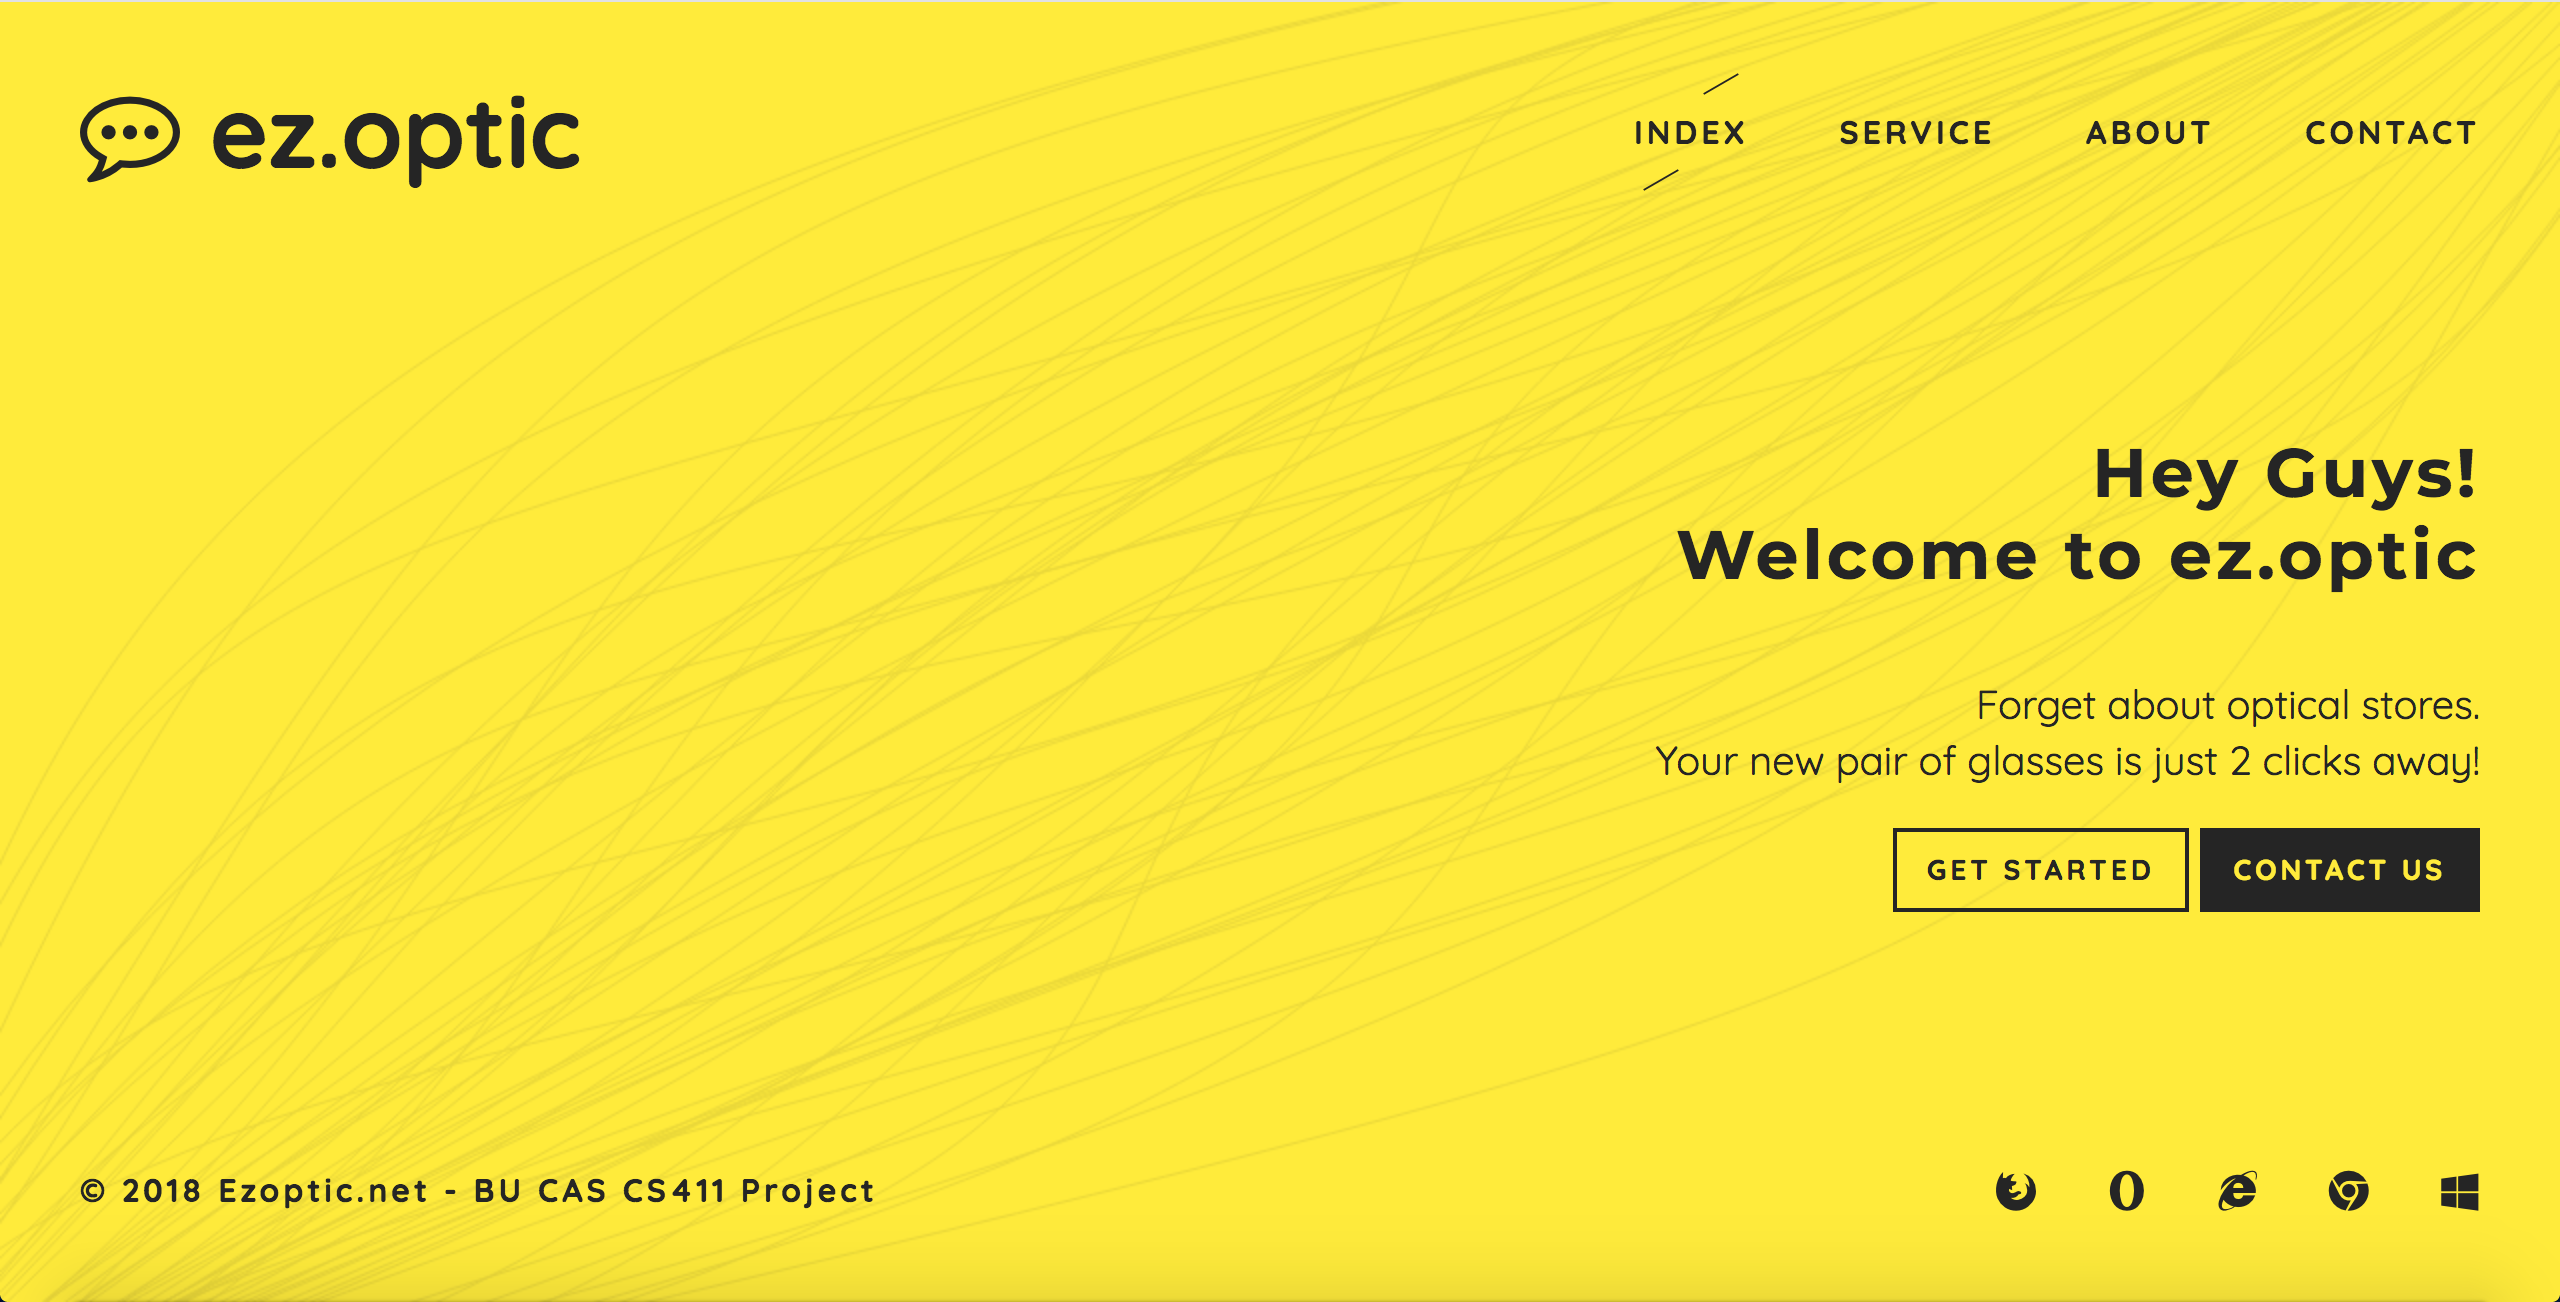 ez.optic
INDEX SERVICE ABOUT CONTACT
Hey Guys!
Welcome to ez.optic
Forget about optical stores.
Your new pair of glasses is just 2 clicks away!
GET STARTED CONTACT US
© 2018 Ezoptic.net - BU CAS CS411 Project